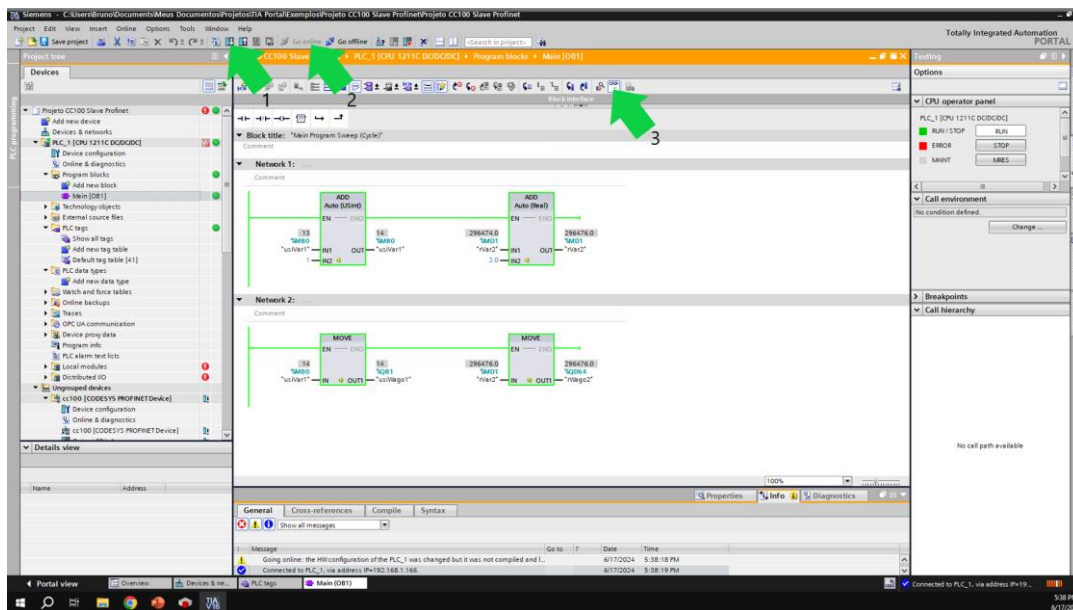 Siemens - C:\Users\Bruno\Documents\Meus Documentos\Projetos\TIA Portal\Exemplos\Projeto CC100 Slave Profinet\Projeto CC100 Slave Profinet
Project Edit View Insert Online Options Tools Window Help
Save project
Go online
Go offline
<Search in project>
Totally Integrated Automation
PORTAL
Project tree
CC100 Slave
PLC_1 [CPU 1211C DC/DC/DC] Program blocks Main [OB1]
Testing
Devices
Options
1
2
3
Block interface
PLC programming
Projeto CC100 Slave Profinet
Add new device
Devices & networks
PLC_1 [CPU 1211C DC/DC/DC]
Device configuration
Online & diagnostics
Program blocks
Add new block
Main [OB1]
Technology objects
External source files
PLC tags
Show all tags
Add new tag table
Default tag table [41]
PLC data types
Add new data type
Watch and force tables
Online backups
Traces
OPC UA communication
Device proxy data
Program info
PLC alarm text lists
Local modules
Distributed I/O
Ungrouped devices
cc100 [CODESYS PROFINET Device]
Device configuration
Online & diagnostics
cc100 [CODESYS PROFINET Device]
Details view
Name Address
Block title: "Main Program Sweep (Cycle)"
Comment
Network 1:
Comment
ADD
Auto (USInt)
EN ENO
13
%MB0
"usiVar1" IN1
1 IN2
14
%MB0
OUT "usiVar1"
ADD
Auto (Real)
EN ENO
296474.0
%MD1
"rVar2" IN1
2.0 IN2
296476.0
%MD1
OUT "rVar2"
Network 2:
Comment
MOVE
EN ENO
14
%MB0
"usiVar1" IN
14
%QB1
OUT1 "usiWago1"
MOVE
EN ENO
296476.0
%MD1
"rVar2" IN
296476.0
%QD64
OUT1 "rWago2"
100%
CPU operator panel
PLC_1 [CPU 1211C DC/DC/DC]
RUN / STOP RUN
ERROR STOP
MAINT MRES
Call environment
No condition defined.
Change ...
Breakpoints
Call hierarchy
No call path available
Properties Info Diagnostics
General Cross-references Compile Syntax
Show all messages
! Message Go to ? Date Time
Going online: the HW configuration of the PLC_1 was changed but it was not compiled and l... 6/17/2024 5:38:18 PM
Connected to PLC_1, via address IP=192.168.1.166. 6/17/2024 5:38:19 PM
Portal view Overview Devices & ne... PLC tags Main (OB1)
Connected to PLC_1, via address IP=19...
5:38 P
6/17/20